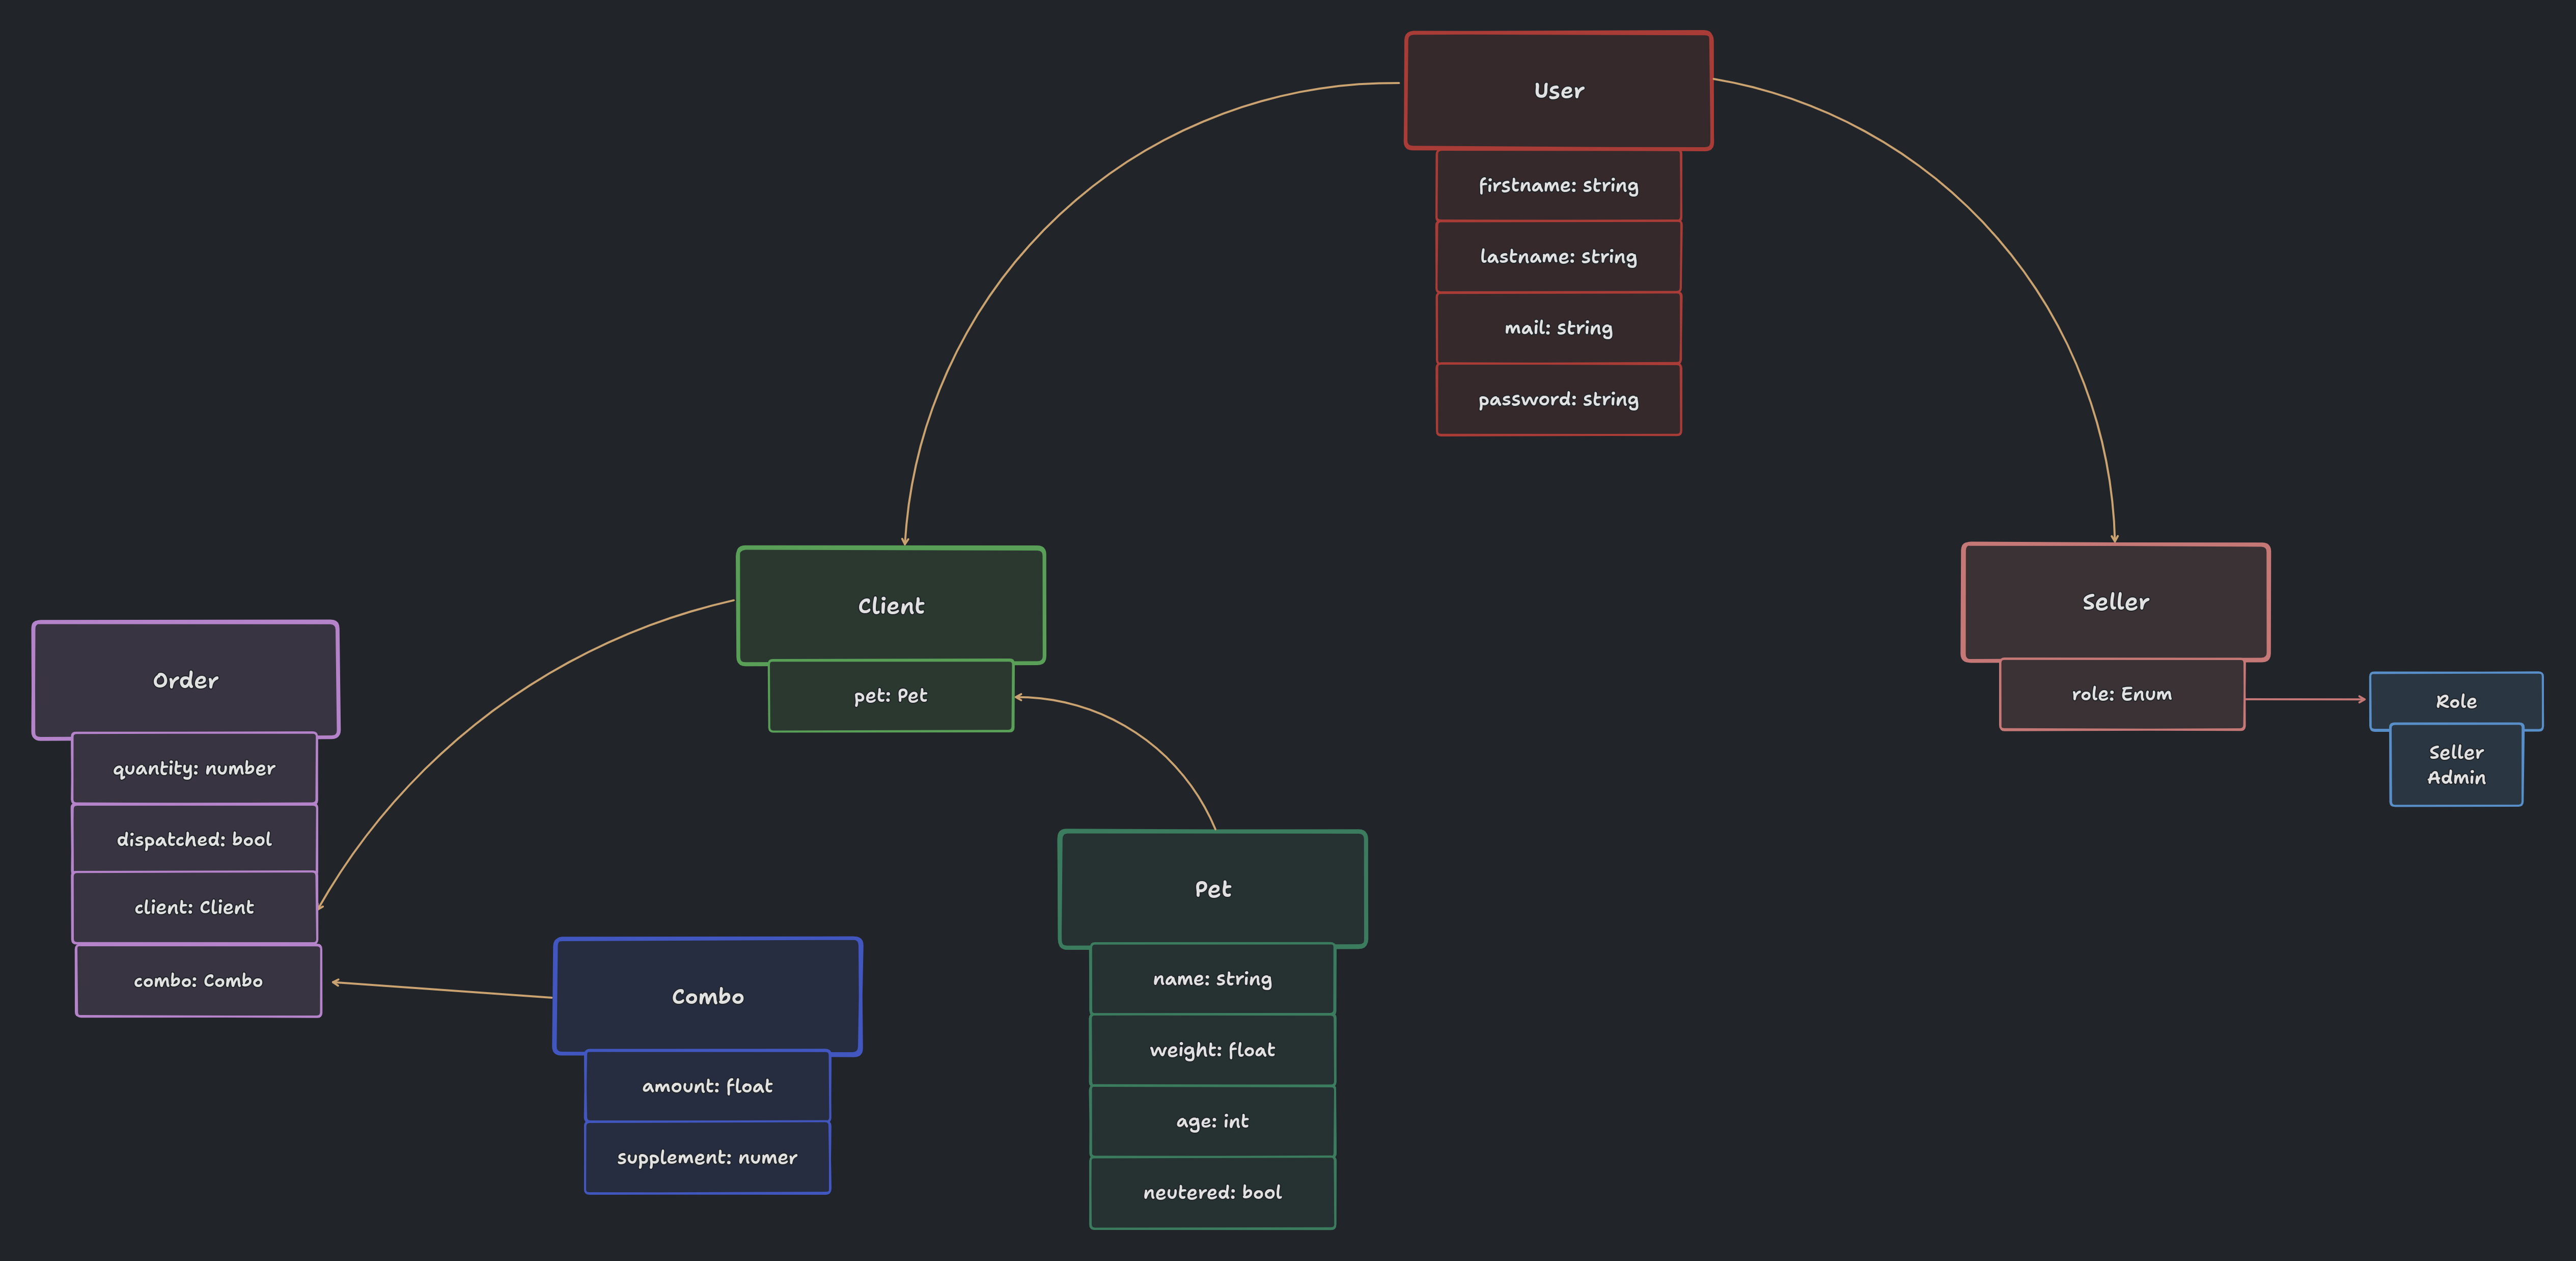 User
firstname: string
lastname: string
mail: string
password: string
Client
pet: Pet
Seller
role: Enum
Role
Seller
Admin
Order
quantity: number
dispatched: bool
client: Client
combo: Combo
Combo
amount: float
supplement: numer
Pet
name: string
weight: float
age: int
neutered: bool